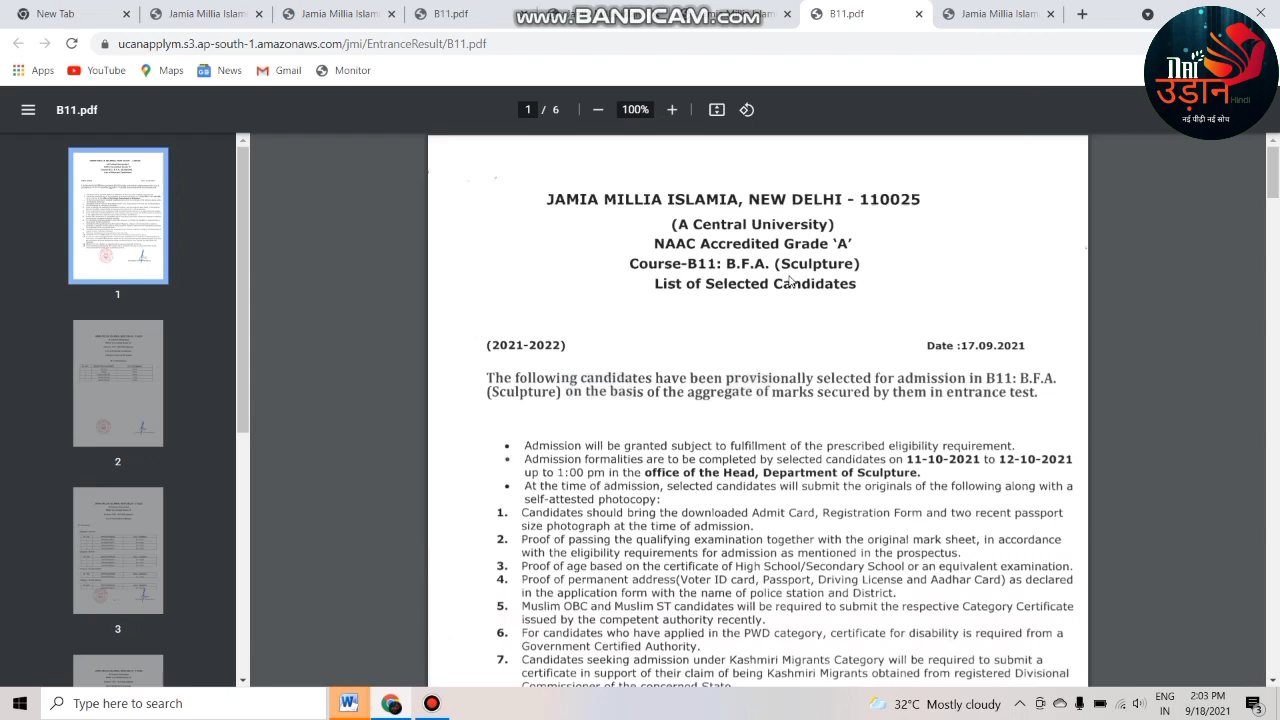 Jamia Millia Islamia - Admission
Jamia Millia Islamia - Admission
B1.pdf
B11.pdf
www.BANDICAM.com
B11.pdf
Jamia Millia Islamia - Admission
ucanapplym.s3.ap-south-1.amazonaws.com/jmi/EntranceResult/B11.pdf
Apps YouTube Maps News Gmail Monitor
नई
उड़ान
Hindi
नई पीढ़ी नई सोच
B11.pdf
1 / 6
100%
JAMIA MILLIA ISLAMIA, NEW DELHI - 110025
(A Central University)
NAAC Accredited Grade ‘A’
Course-B11: B.F.A. (Sculpture)
List of Selected Candidates
(2021-2022) Date :17.09.2021
The following candidates have been provisionally selected for admission in B11: B.F.A.
(Sculpture) on the basis of the aggregate of marks secured by them in entrance test.
• Admission will be granted subject to fulfillment of the prescribed eligibility requirement.
• Admission formalities are to be completed by selected candidates on 11-10-2021 to 12-10-2021
up to 1:00 pm in the office of the Head, Department of Sculpture.
• At the time of admission, selected candidates will submit the originals of the following along with a
self-attested photocopy:
1. Candidates should bring the downloaded Admit Card, Registration Form and two recent passport
size photograph at the time of admission.
2. Proof of passing the qualifying examination together with the original mark sheet, in accordance
with the eligibility requirements for admission as mentioned in the prospectus.
3. Proof of age based on the certificate of High School/Secondary School or an equivalent examination.
4. Proof of permanent address(Voter ID card, Passport, Driving License and Aadhar Card) as declared
in the application form with the name of police station and District.
5. Muslim OBC and Muslim ST candidates will be required to submit the respective Category Certificate
issued by the competent authority recently.
6. For candidates who have applied in the PWD category, certificate for disability is required from a
Government Certified Authority.
7. Candidates seeking admission under Kashmiri Migrants Category will be required to submit a
certificate in support of their claim of being Kashmiri Migrants obtained from registered Divisional
Commissioner of the concerned State.
1
2
3
Type here to search
32°C Mostly cloudy
ENG
IN
2:03 PM
9/18/2021
3